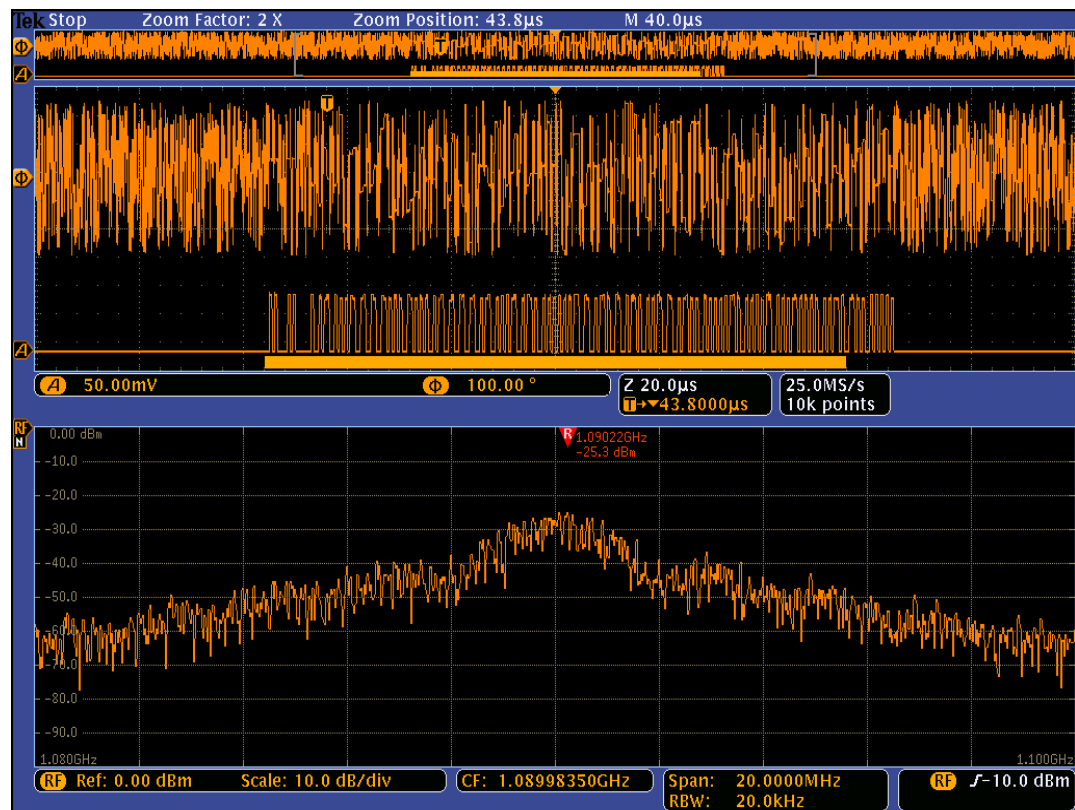 Tek Stop Zoom Factor: 2 X Zoom Position: 43.8µs M 40.0µs
Φ
T
A
T
Φ
A
A 50.00mV Φ 100.00 ° Z 20.0µs 25.0MS/s
T→▼43.8000µs 10k points
RF
N
0.00 dBm
R 1.09022GHz
-25.3 dBm
-10.0
-20.0
-30.0
-40.0
-50.0
-60.0
-70.0
-80.0
-90.0
1.080GHz 1.100GHz
RF Ref: 0.00 dBm Scale: 10.0 dB/div CF: 1.08998350GHz Span: 20.0000MHz RF ∫-10.0 dBm
RBW: 20.0kHz